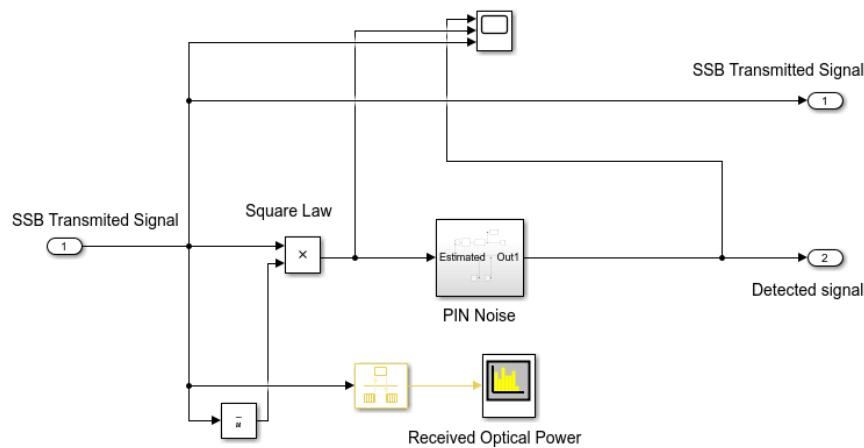 SSB Transmitted Signal
1
SSB Transmited Signal
1
Square Law
×
Estimated
Out1
PIN Noise
2
Detected signal
u
Received Optical Power